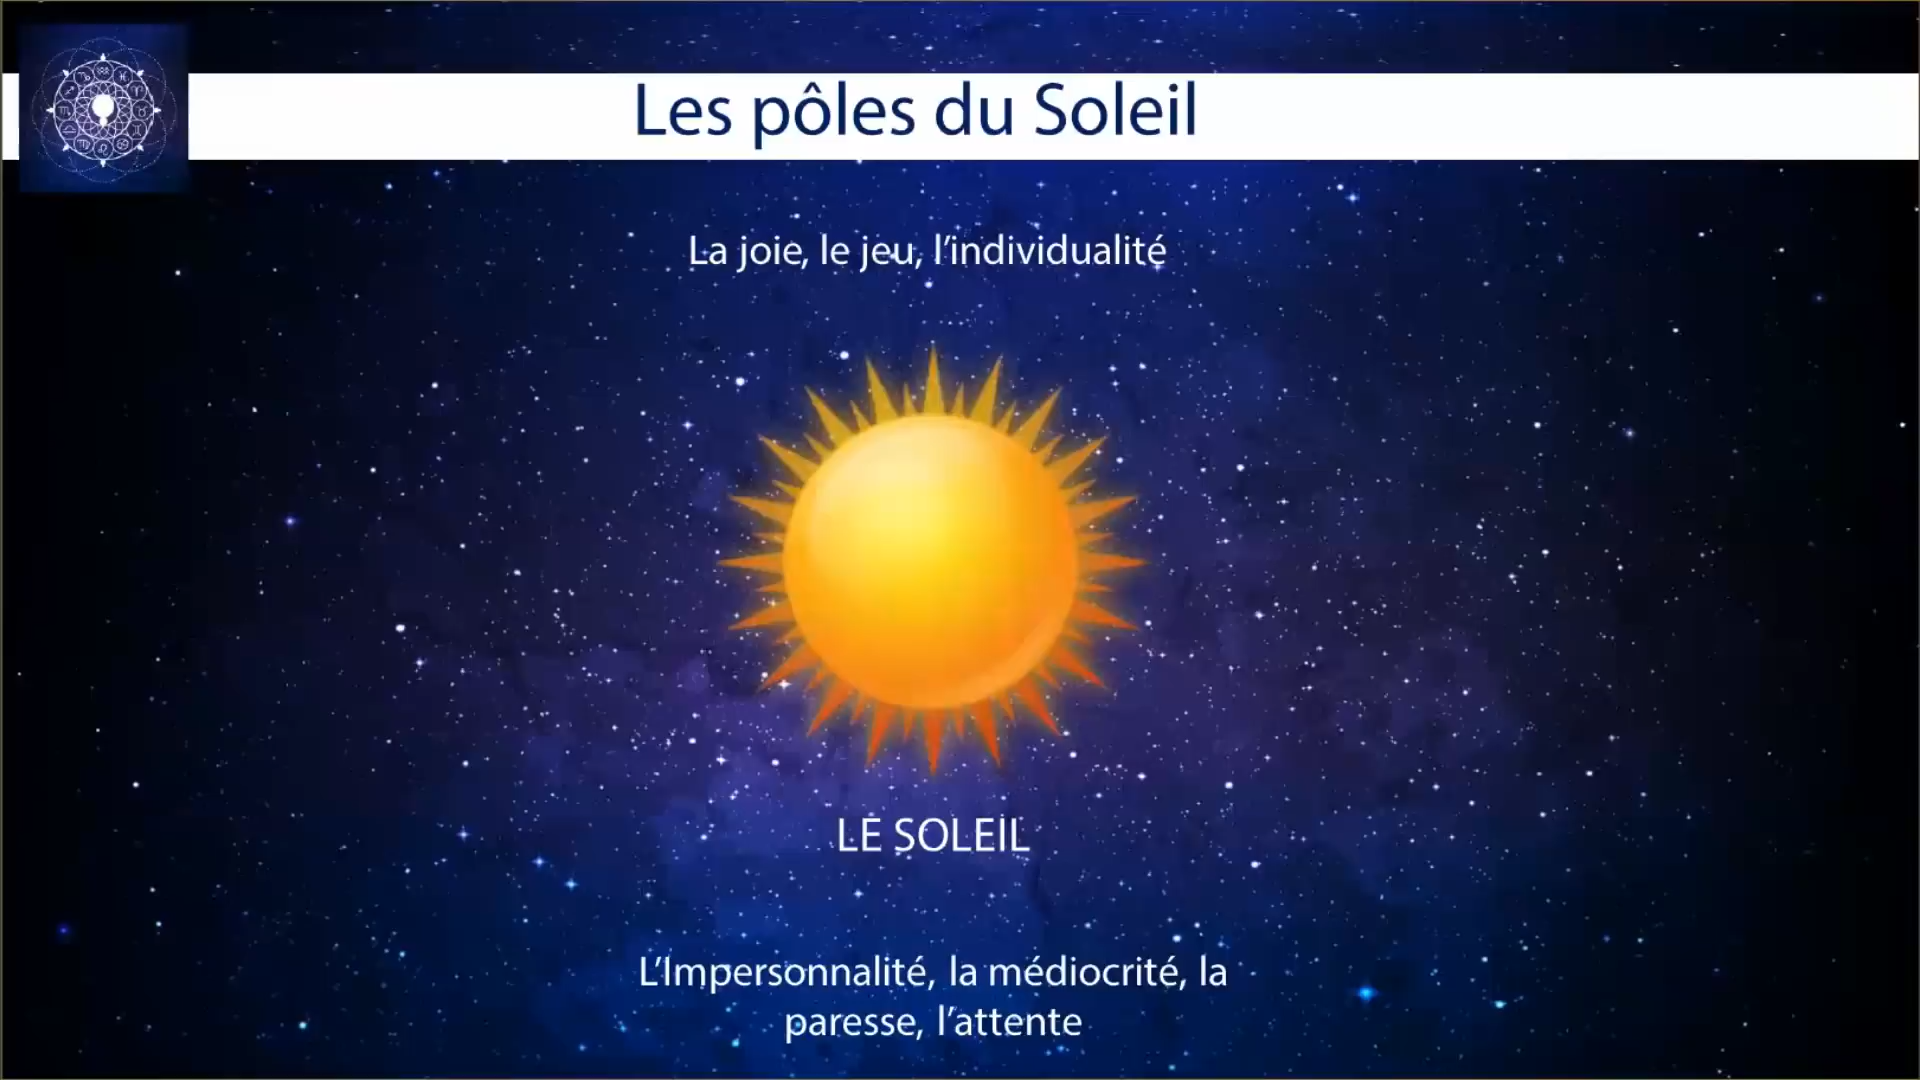 Les pôles du Soleil
La joie, le jeu, l'individualité
LE SOLEIL
L'Impersonnalité, la médiocrité, la
paresse, l'attente